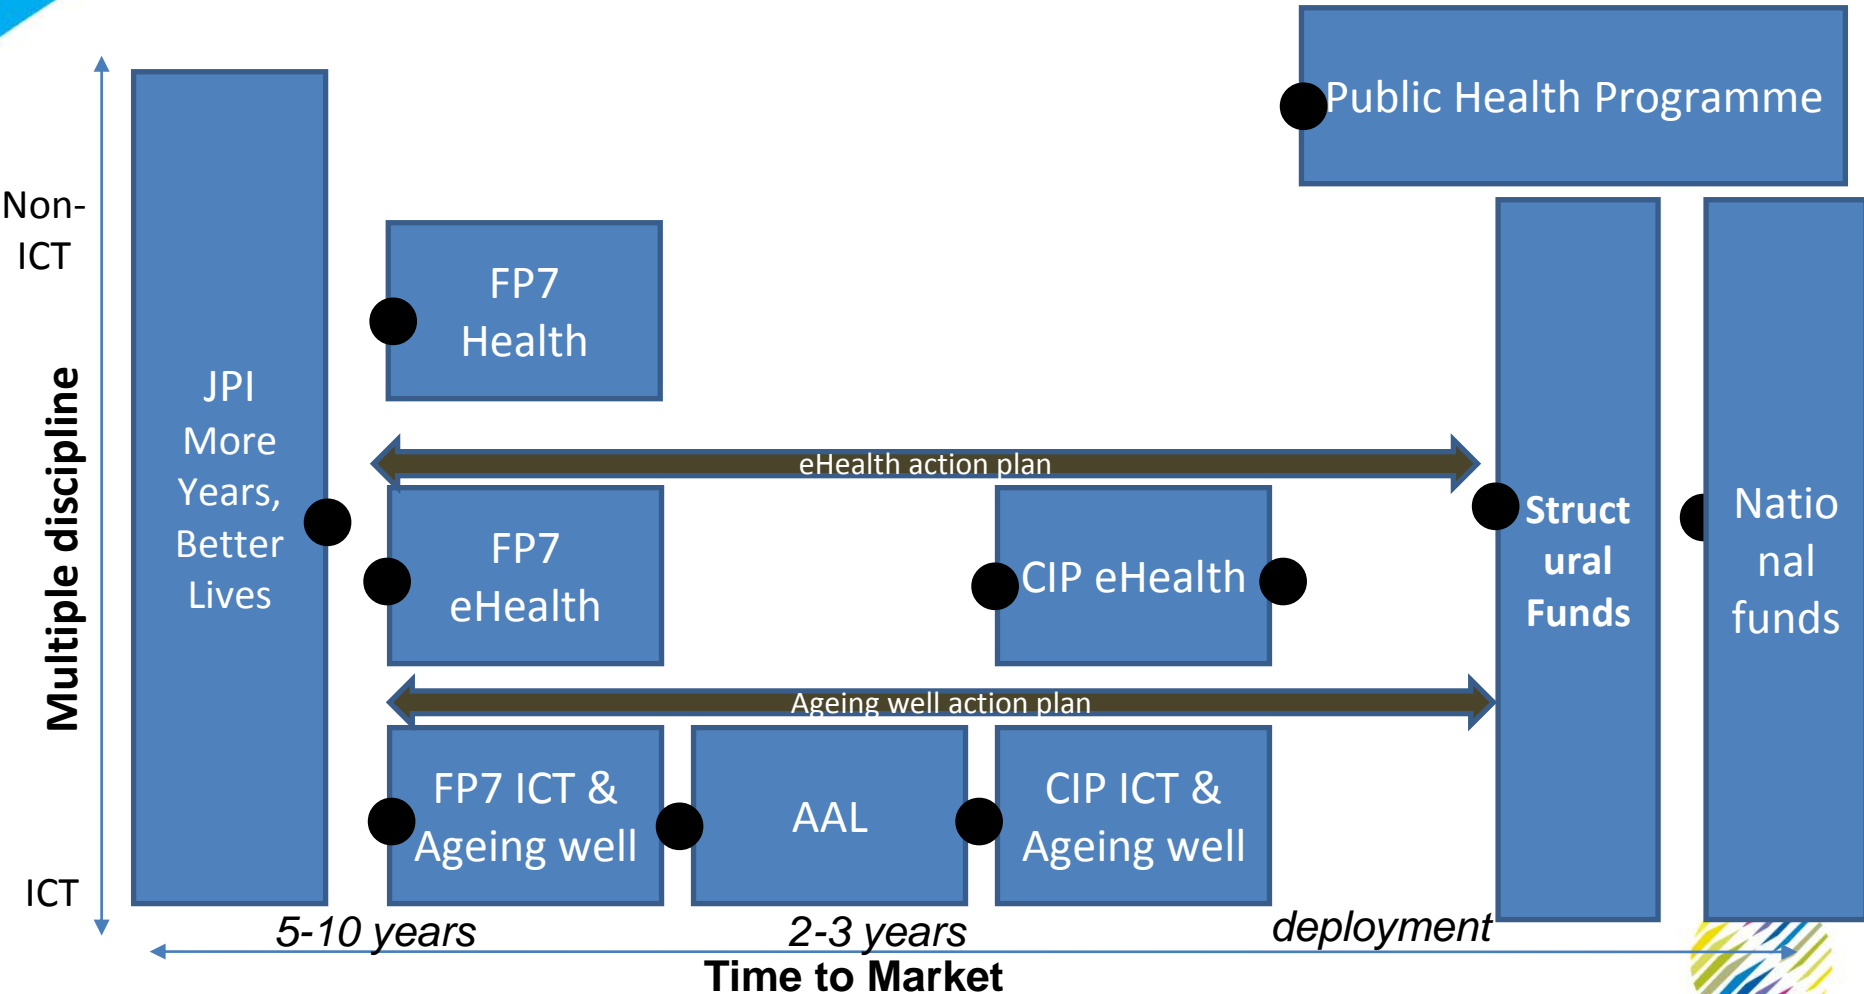 Public Health Programme
Non-
ICT
FP7
Health
JPI
More
Years,
Better
Lives
Multiple discipline
eHealth action plan
FP7
eHealth
CIP eHealth
Struct
ural
Funds
Natio
nal
funds
Ageing well action plan
FP7 ICT &
Ageing well
AAL
CIP ICT &
Ageing well
ICT
5-10 years
2-3 years
deployment
Time to Market